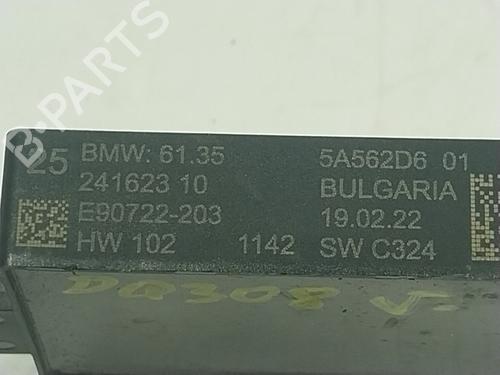 25 BMW: 61.35 5A562D6 01
241623 10 BULGARIA
E90722-203 19.02.22
HW 102 1142 SW C324
DQ308 V
B-PARTS